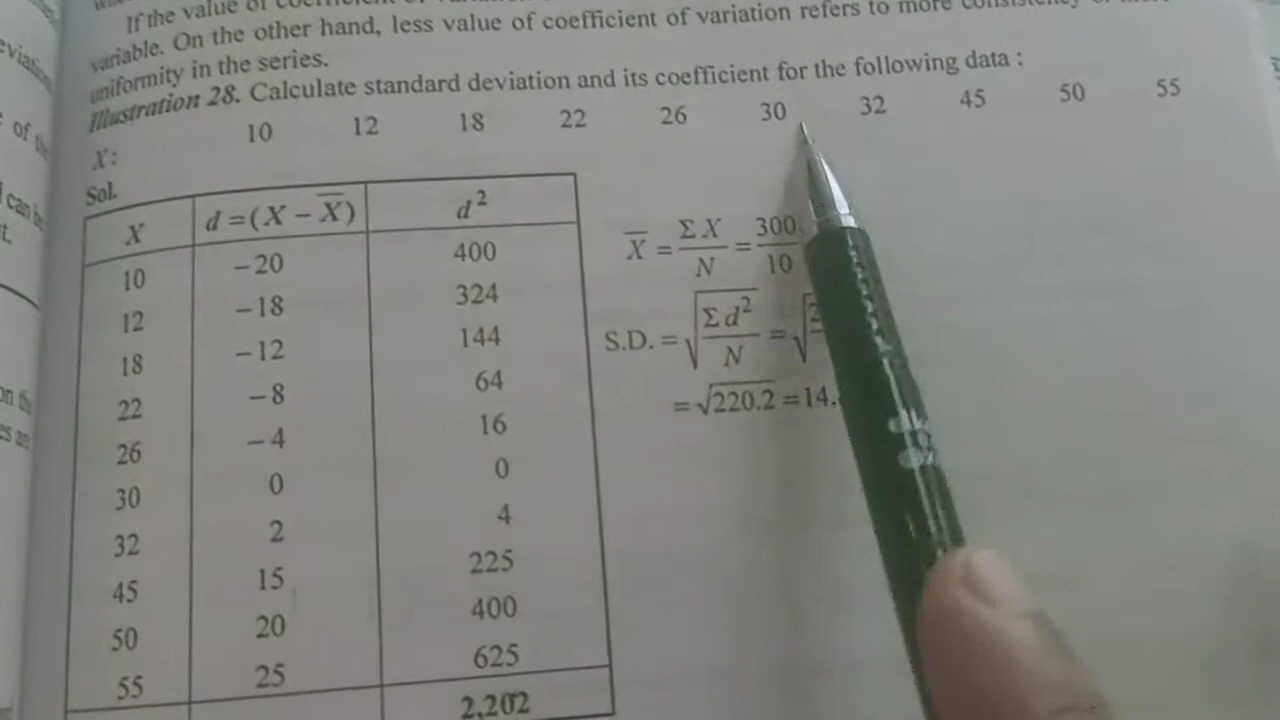 If the value of
variable. On the other hand, less value of coefficient of variation refers to more consistency
uniformity in the series.
Illustration 28. Calculate standard deviation and its coefficient for the following data :
X: 10 12 18 22 26 30 32 45 50 55
Sol.
X d = (X − X̅) d²
10 −20 400
12 −18 324
18 −12 144
22 −8 64
26 −4 16
30 0 0
32 2 4
45 15 225
50 20 400
55 25 625
2,202
X̅ = ΣX / N = 300 / 10
S.D. = √(Σd² / N) = √
= √220.2 = 14.